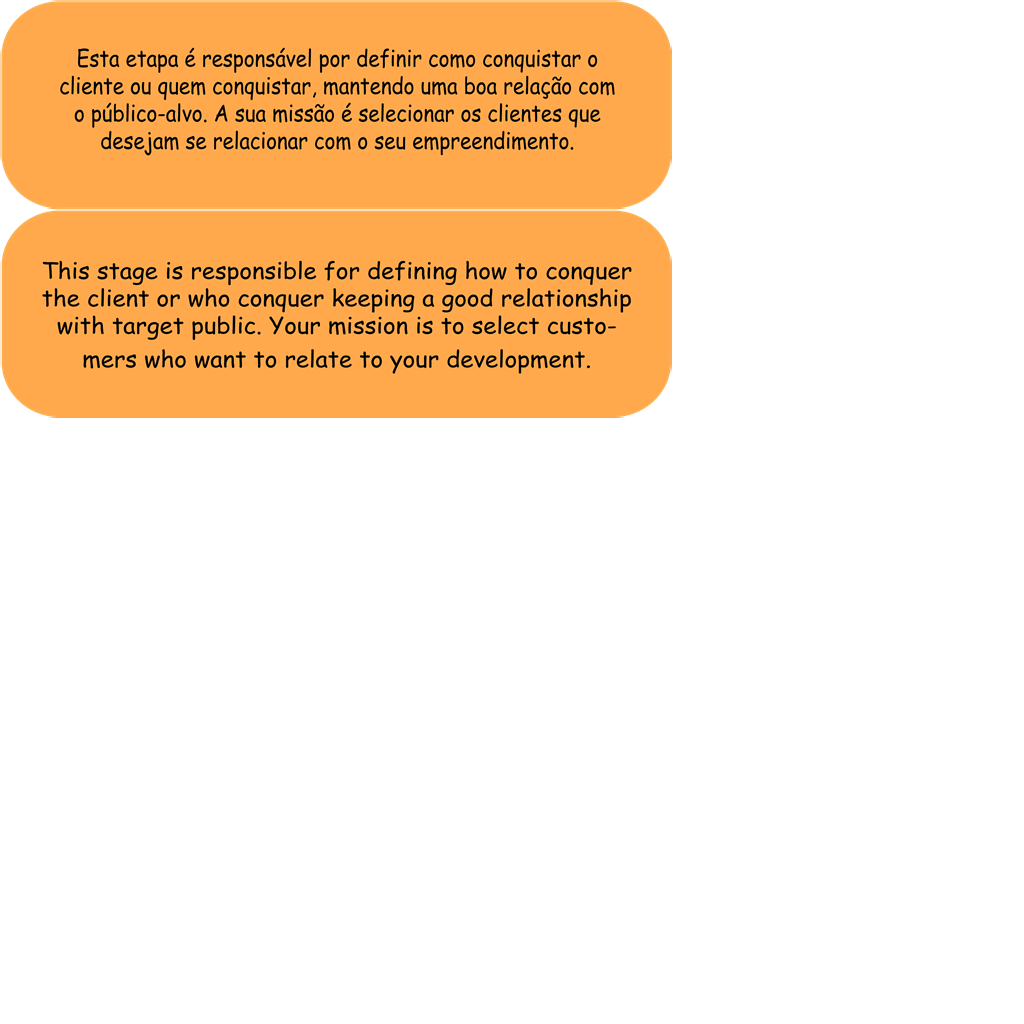 Esta etapa é responsável por definir como conquistar o
cliente ou quem conquistar, mantendo uma boa relação com
o público-alvo. A sua missão é selecionar os clientes que
desejam se relacionar com o seu empreendimento.
This stage is responsible for defining how to conquer
the client or who conquer keeping a good relationship
with target public. Your mission is to select custo-
mers who want to relate to your development.